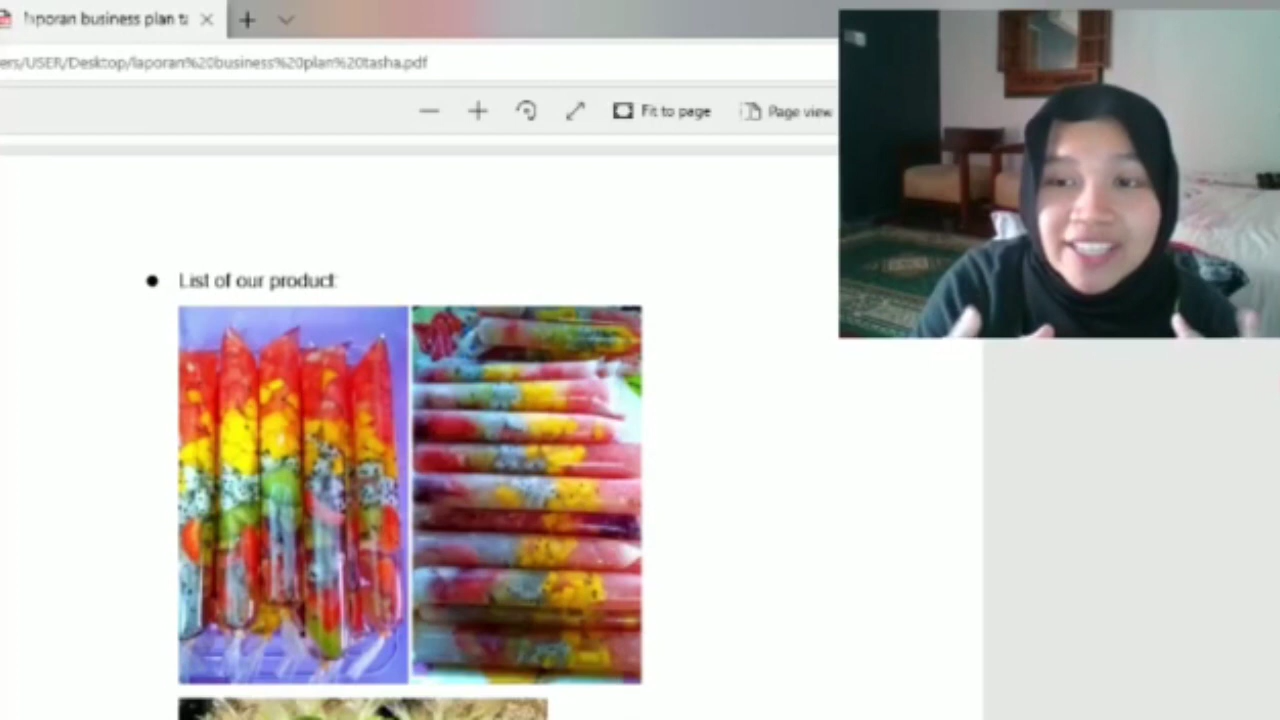 laporan business plan ta
ers/USER/Desktop/laporan%20business%20plan%20tasha.pdf
Fit to page
Page view
List of our product: